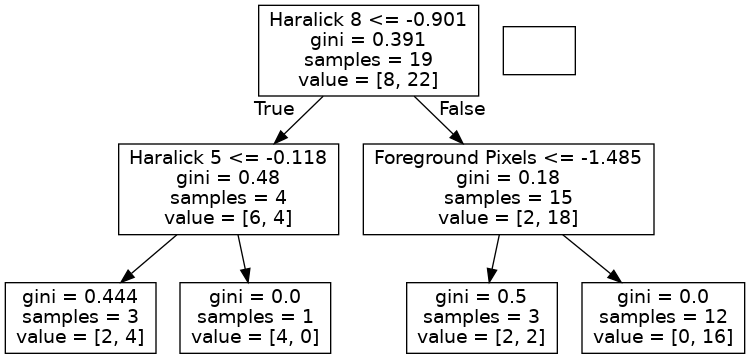 Haralick 8 <= -0.901
gini = 0.391
samples = 19
value = [8, 22]
True
False
Haralick 5 <= -0.118
gini = 0.48
samples = 4
value = [6, 4]
Foreground Pixels <= -1.485
gini = 0.18
samples = 15
value = [2, 18]
gini = 0.444
samples = 3
value = [2, 4]
gini = 0.0
samples = 1
value = [4, 0]
gini = 0.5
samples = 3
value = [2, 2]
gini = 0.0
samples = 12
value = [0, 16]